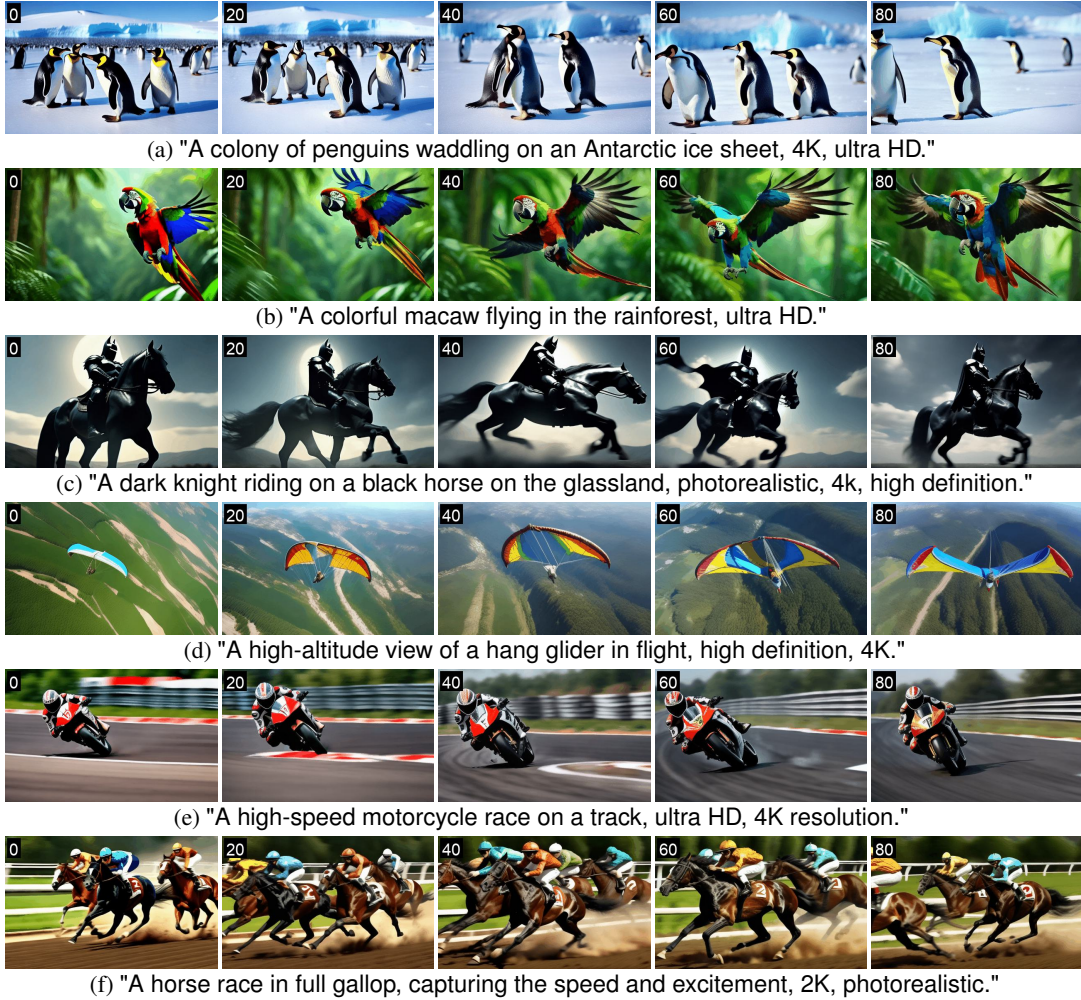 0 20 40 60 80
(a) "A colony of penguins waddling on an Antarctic ice sheet, 4K, ultra HD."
0 20 40 60 80
(b) "A colorful macaw flying in the rainforest, ultra HD."
0 20 40 60 80
(c) "A dark knight riding on a black horse on the glassland, photorealistic, 4k, high definition."
0 20 40 60 80
(d) "A high-altitude view of a hang glider in flight, high definition, 4K."
0 20 40 60 80
(e) "A high-speed motorcycle race on a track, ultra HD, 4K resolution."
0 20 40 60 80
(f) "A horse race in full gallop, capturing the speed and excitement, 2K, photorealistic."